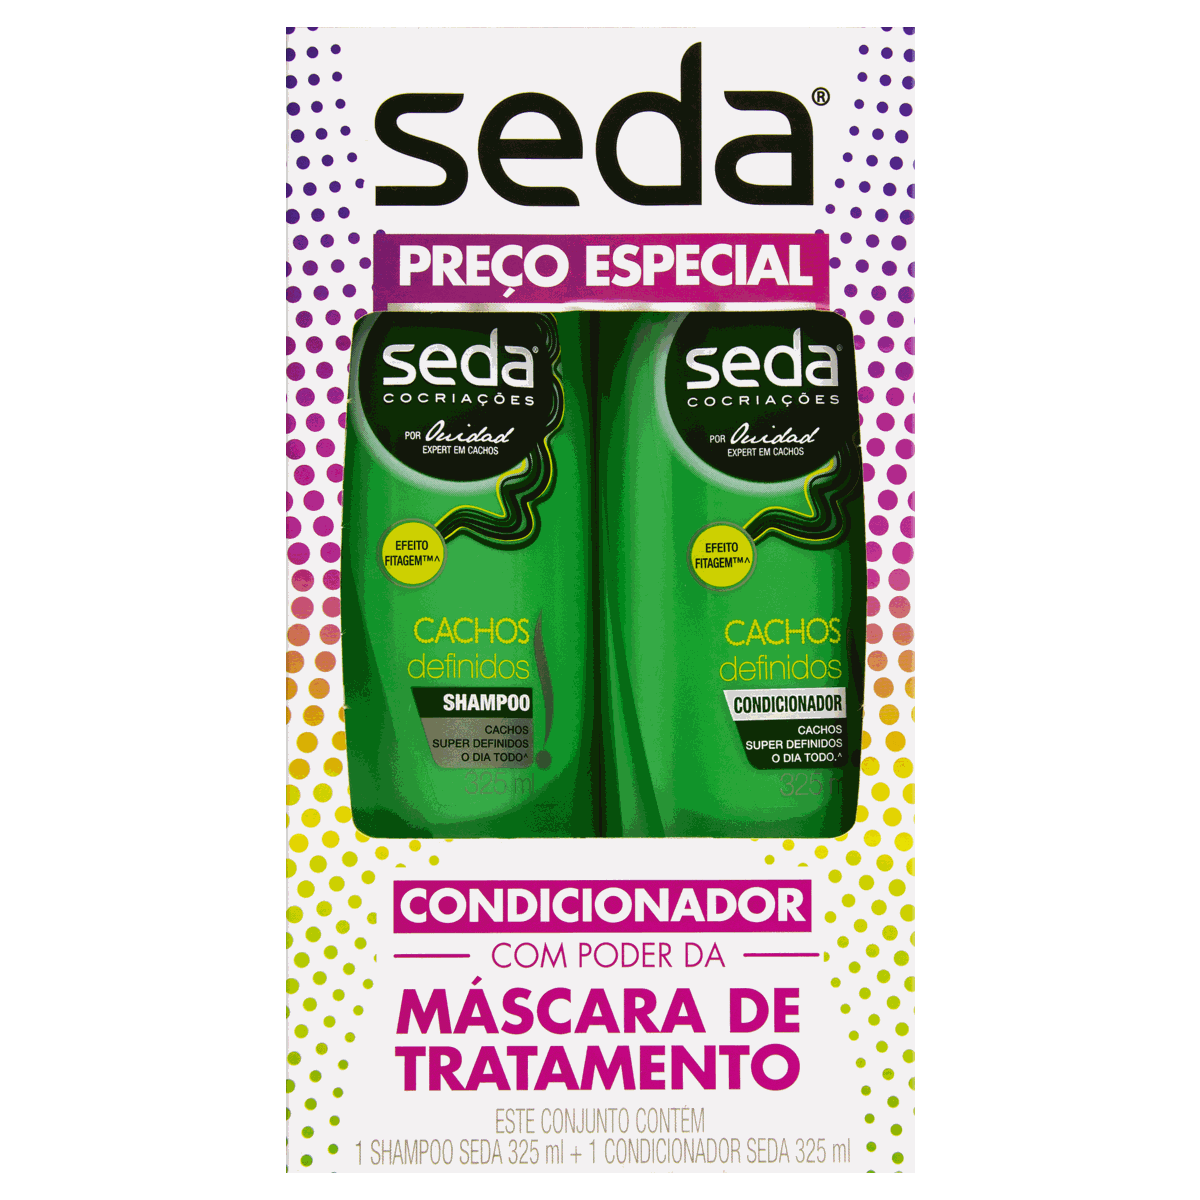 seda®
PREÇO ESPECIAL
seda®
COCRIAÇÕES
POR Ouidad
EXPERT EM CACHOS
EFEITO
FITAGEM™^
CACHOS
definidos
SHAMPOO
CACHOS
SUPER DEFINIDOS
O DIA TODO^
325 ml
seda®
COCRIAÇÕES
POR Ouidad
EXPERT EM CACHOS
EFEITO
FITAGEM™^
CACHOS
definidos
CONDICIONADOR
CACHOS
SUPER DEFINIDOS
O DIA TODO.^
325 m
CONDICIONADOR
COM PODER DA
MÁSCARA DE
TRATAMENTO
ESTE CONJUNTO CONTÉM
1 SHAMPOO SEDA 325 ml + 1 CONDICIONADOR SEDA 325 ml